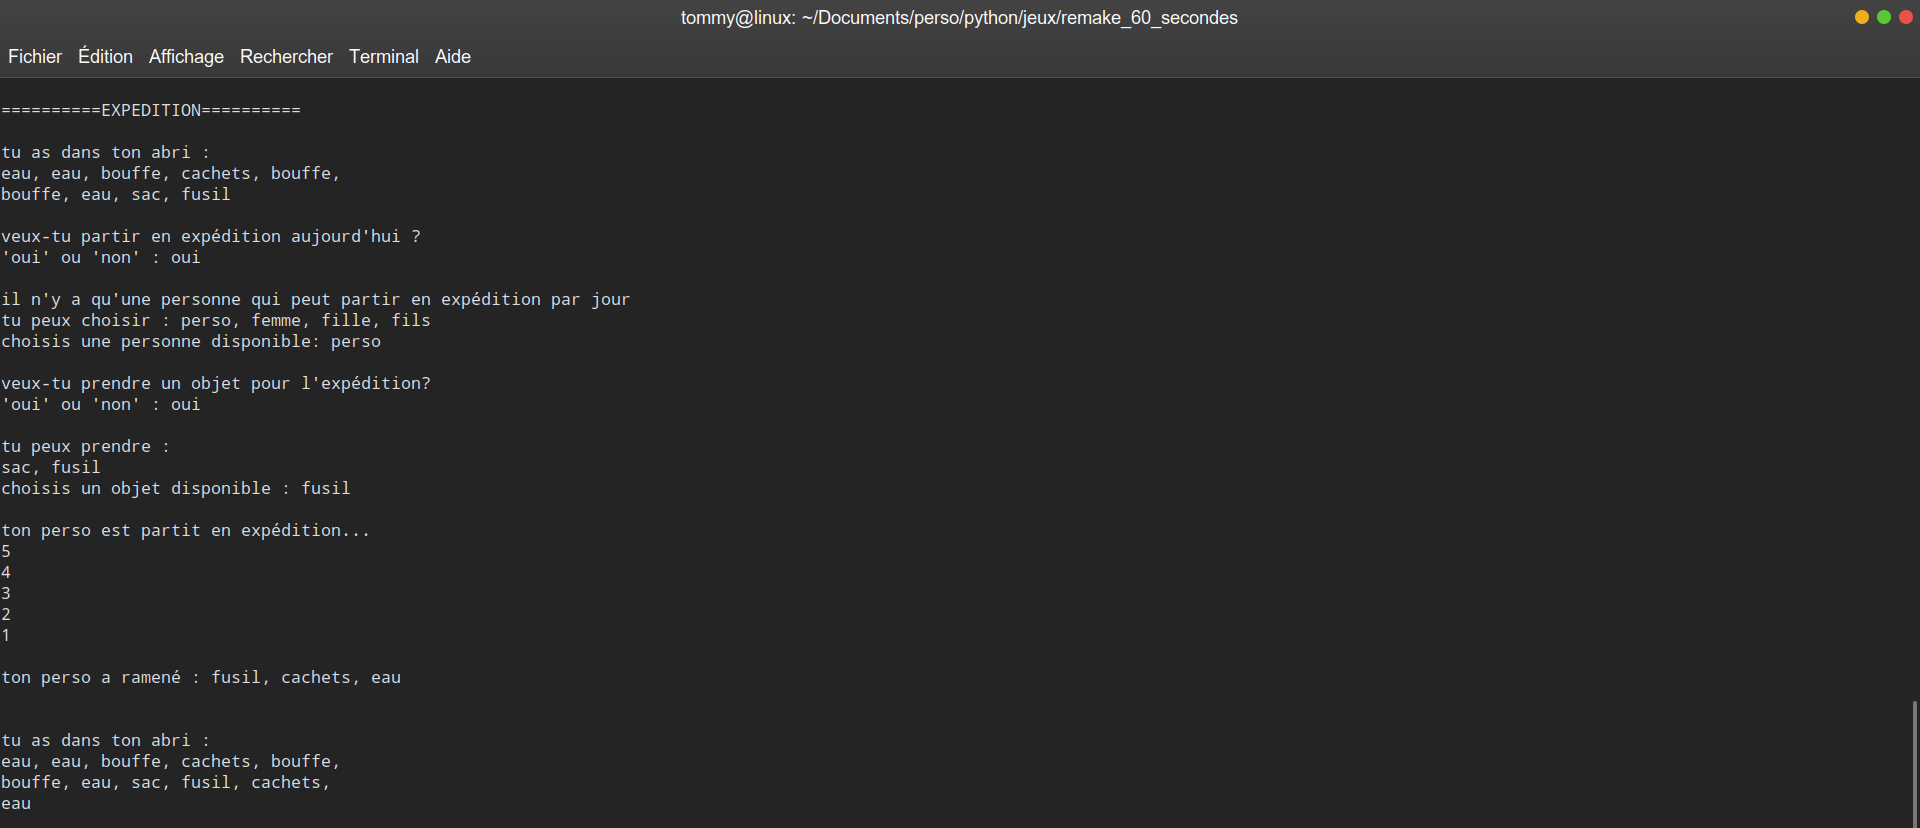 tommy@linux: ~/Documents/perso/python/jeux/remake_60_secondes
Fichier Édition Affichage Rechercher Terminal Aide
==========EXPEDITION==========
tu as dans ton abri :
eau, eau, bouffe, cachets, bouffe,
bouffe, eau, sac, fusil
veux-tu partir en expédition aujourd'hui ?
'oui' ou 'non' : oui
il n'y a qu'une personne qui peut partir en expédition par jour
tu peux choisir : perso, femme, fille, fils
choisis une personne disponible: perso
veux-tu prendre un objet pour l'expédition?
'oui' ou 'non' : oui
tu peux prendre :
sac, fusil
choisis un objet disponible : fusil
ton perso est partit en expédition...
5
4
3
2
1
ton perso a ramené : fusil, cachets, eau
tu as dans ton abri :
eau, eau, bouffe, cachets, bouffe,
bouffe, eau, sac, fusil, cachets,
eau